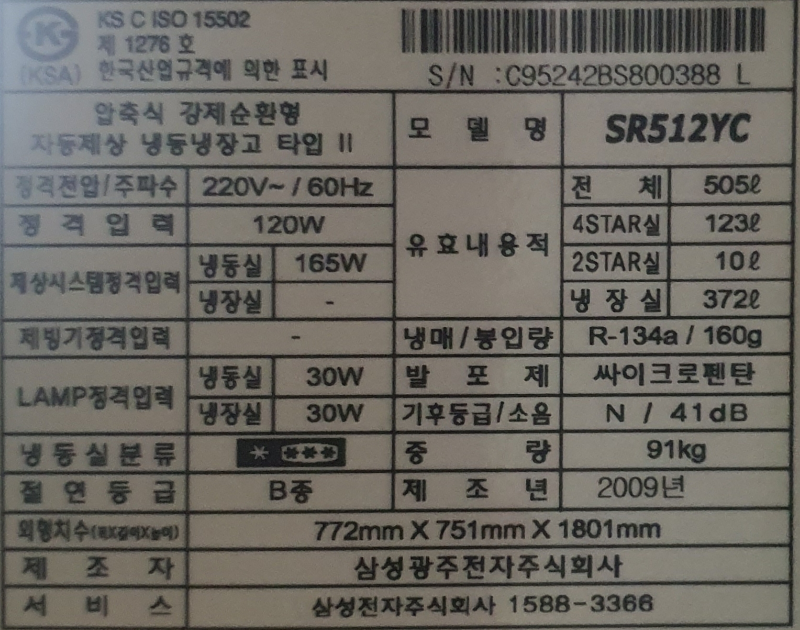 KS C ISO 15502
제 1276 호
(KSA) 한국산업규격에 의한 표시
S/N :C95242BS800388 L
압축식 강제순환형
자동제상 냉동냉장고 타입 II
모 델 명 SR512YC
정격전압/주파수 220V~ / 60Hz
정 격 입 력 120W
제상시스템정격입력 냉동실 165W
냉장실 -
유효내용적 전 체 505ℓ
4STAR실 123ℓ
2STAR실 10ℓ
냉 장 실 372ℓ
제빙기정격입력 - 냉매/봉입량 R-134a / 160g
LAMP정격입력 냉동실 30W
냉장실 30W
발 포 제 싸이크로펜탄
기후등급/소음 N / 41dB
냉동실분류 * *** 중 량 91kg
절 연 등 급 B종 제 조 년 2009년
외형치수(폭X깊이X높이) 772mm X 751mm X 1801mm
제 조 자 삼성광주전자주식회사
서 비 스 삼성전자주식회사 1588-3366